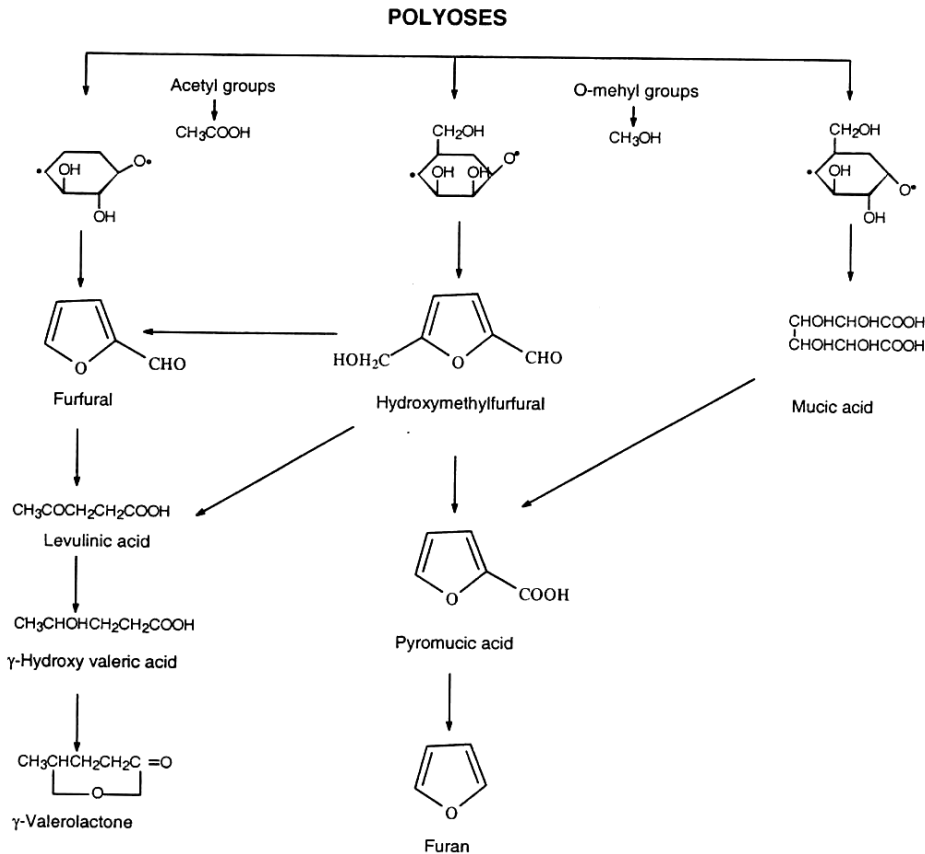 POLYOSES
Acetyl groups
CH₃COOH
O-mehyl groups
CH₃OH
OH
O•
OH
CH₂OH
OH
OH
O•
CH₂OH
OH
O•
OH
O
CHO
Furfural
HOH₂C
O
CHO
Hydroxymethylfurfural
CHOHCHOHCOOH
CHOHCHOHCOOH
Mucic acid
CH₃COCH₂CH₂COOH
Levulinic acid
O
COOH
Pyromucic acid
CH₃CHOHCH₂CH₂COOH
γ-Hydroxy valeric acid
CH₃CHCH₂CH₂C =O
O
γ-Valerolactone
O
Furan